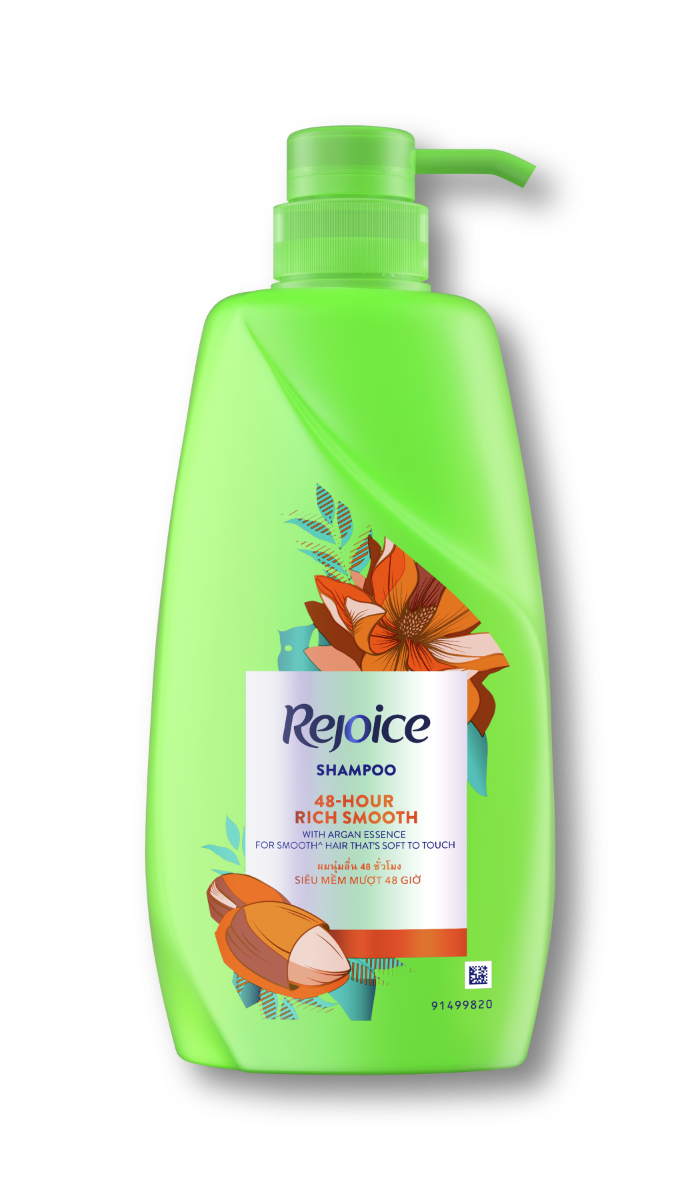 Rejoice
SHAMPOO
48-HOUR
RICH SMOOTH
WITH ARGAN ESSENCE
FOR SMOOTH^ HAIR THAT'S SOFT TO TOUCH
ผมนุ่มลื่น 48 ชั่วโมง
SIÊU MỀM MƯỢT 48 GIỜ
91499820